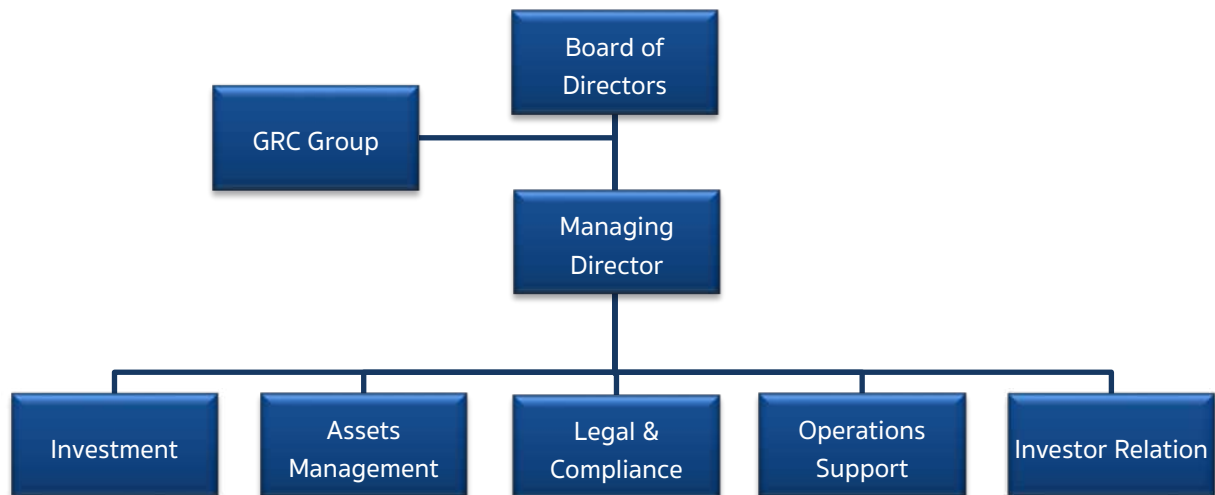 Board of
Directors
GRC Group
Managing
Director
Investment
Assets
Management
Legal &
Compliance
Operations
Support
Investor Relation